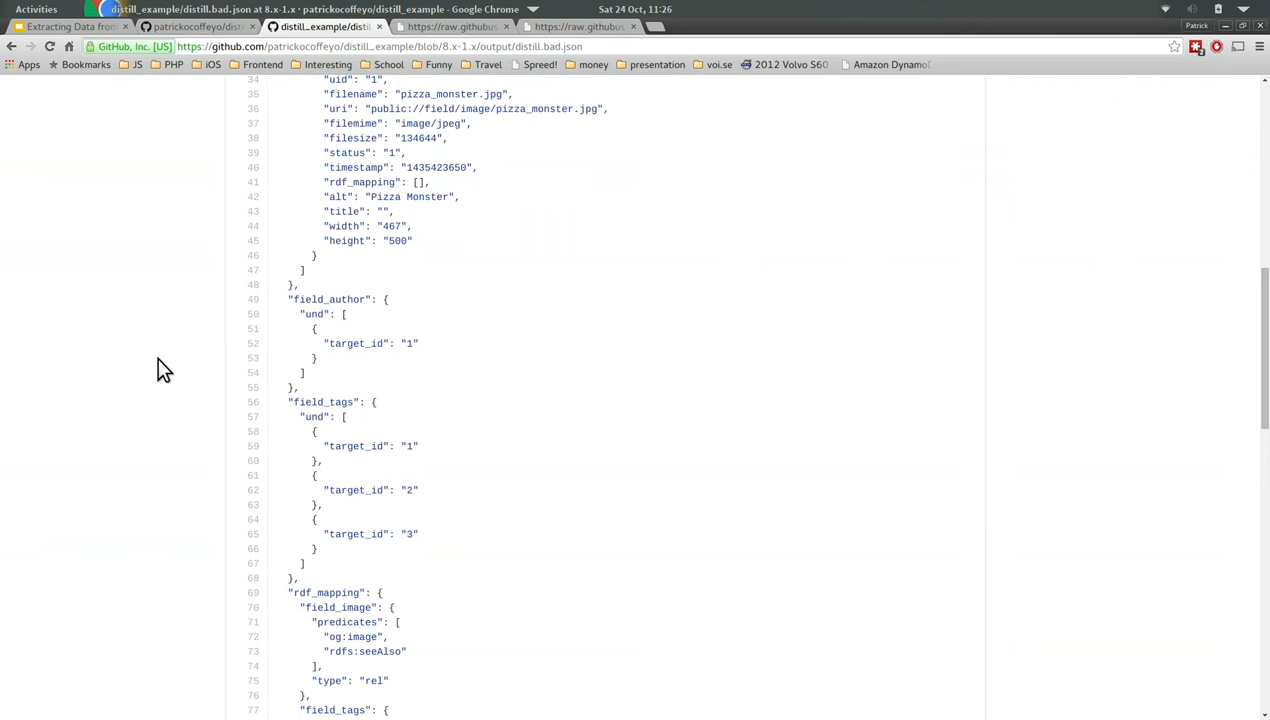 distill_example/distill.bad.json at 8.x-1.x · patrickocoffeyo/distill_example - Google Chrome
Activities
Sat 24 Oct, 11:26
Extracting Data from
patrickocoffeyo/dist
distill_example/distil
https://raw.githubus
https://raw.githubus
Patrick
GitHub, Inc. [US]
https://github.com/patrickocoffeyo/distill_example/blob/8.x-1.x/output/distill.bad.json
Apps Bookmarks JS PHP iOS Frontend Interesting School Funny Travel Spreed! money presentation voi.se 2012 Volvo S60 Amazon Dynamo
34 "uid": "1",
35 "filename": "pizza_monster.jpg",
36 "uri": "public://field/image/pizza_monster.jpg",
37 "filemime": "image/jpeg",
38 "filesize": "134644",
39 "status": "1",
40 "timestamp": "1435423650",
41 "rdf_mapping": [],
42 "alt": "Pizza Monster",
43 "title": "",
44 "width": "467",
45 "height": "500"
46 }
47 ]
48 },
49 "field_author": {
50 "und": [
51 {
52 "target_id": "1"
53 }
54 ]
55 },
56 "field_tags": {
57 "und": [
58 {
59 "target_id": "1"
60 },
61 {
62 "target_id": "2"
63 },
64 {
65 "target_id": "3"
66 }
67 ]
68 },
69 "rdf_mapping": {
70 "field_image": {
71 "predicates": [
72 "og:image",
73 "rdfs:seeAlso"
74 ],
75 "type": "rel"
76 },
77 "field_tags": {